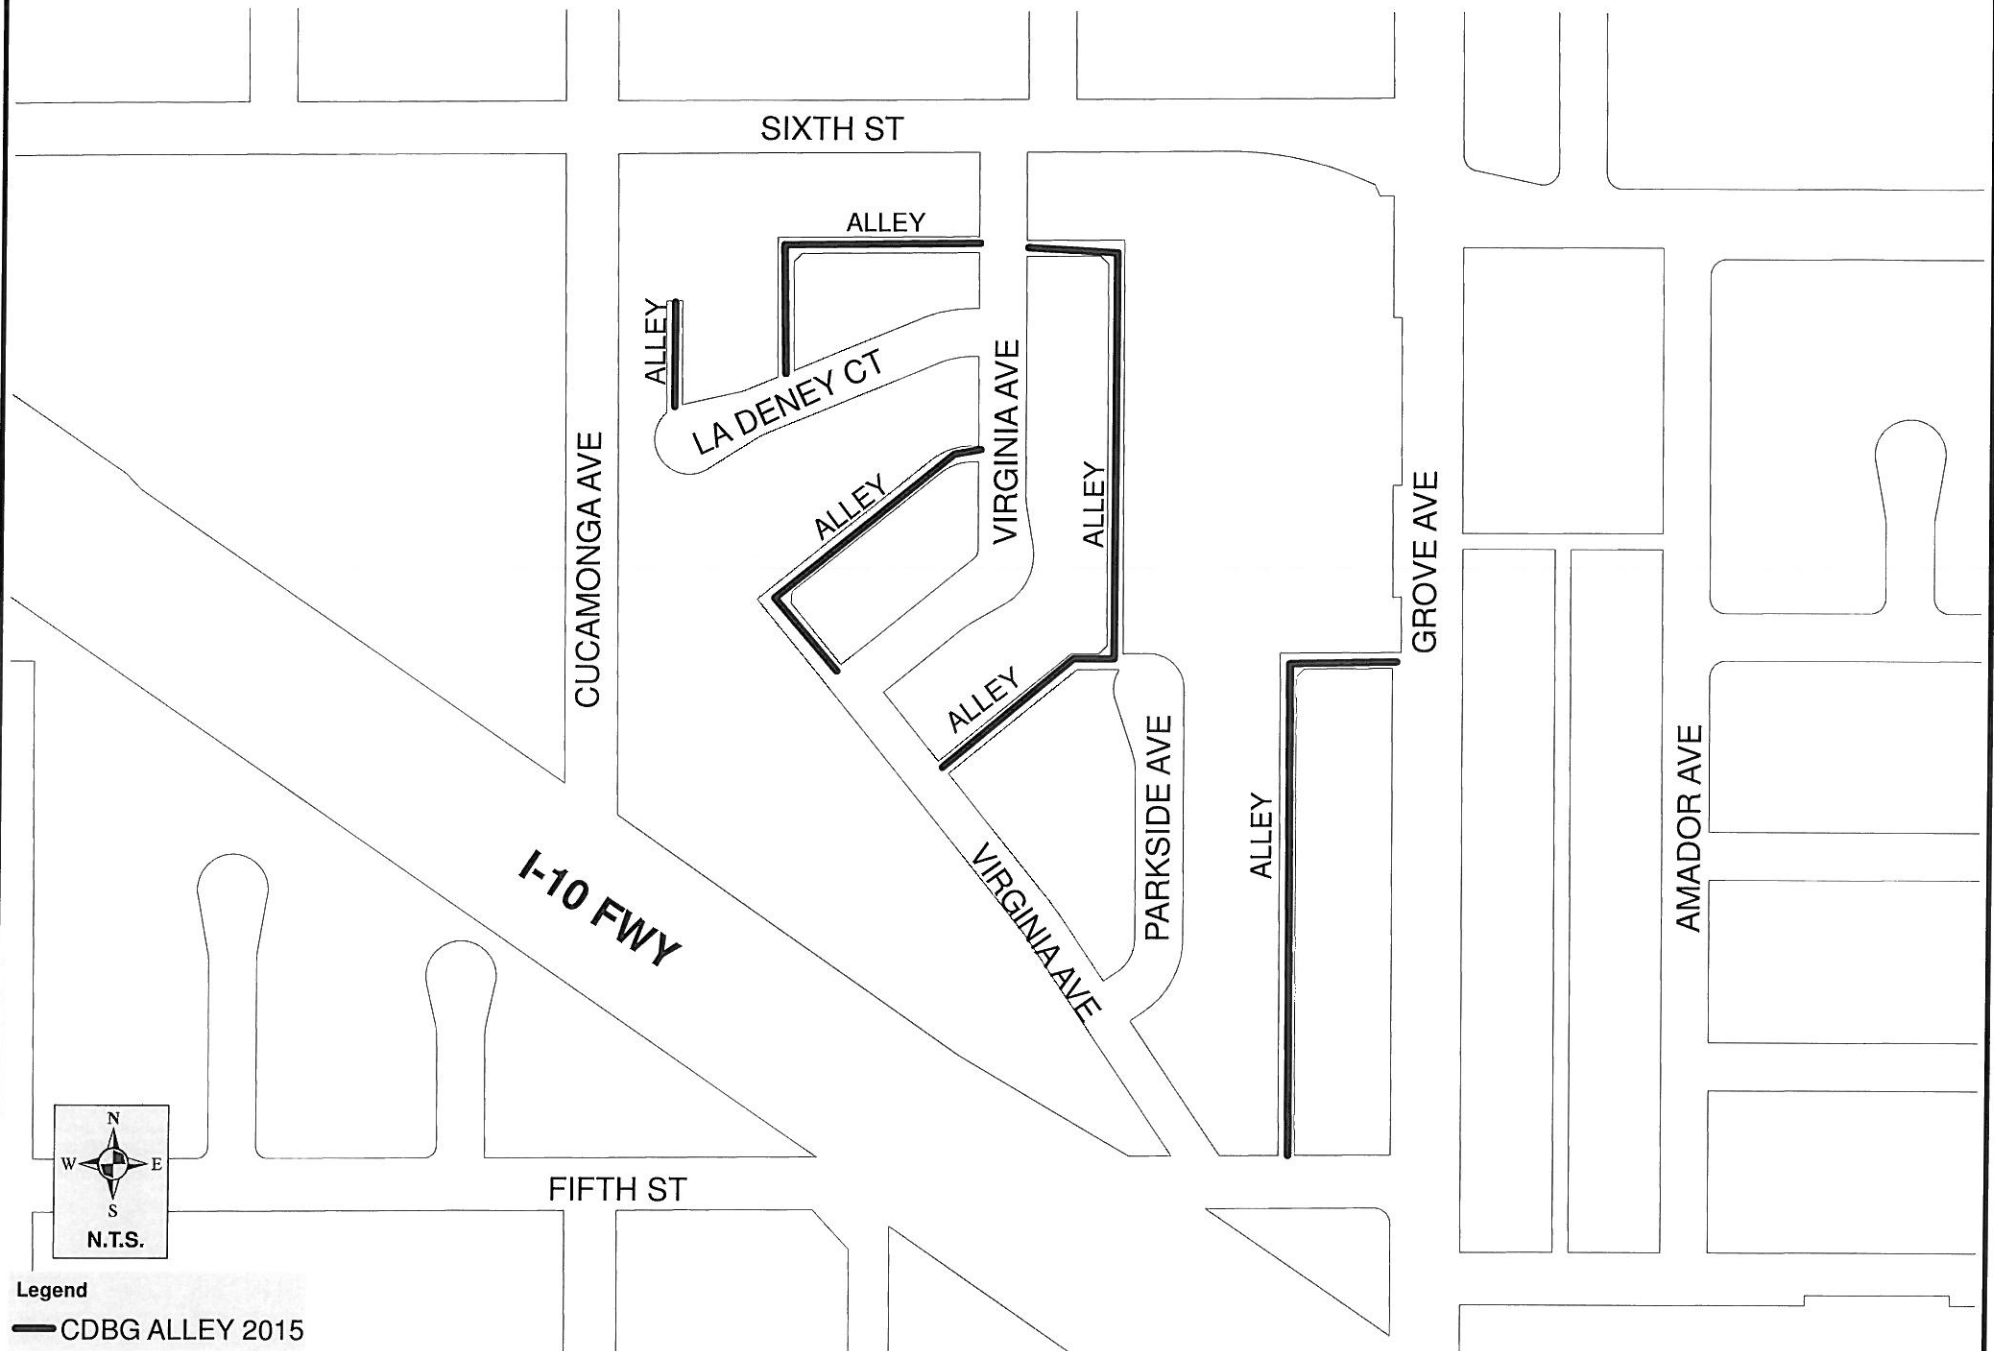 SIXTH ST
ALLEY
ALLEY
LA DENEY CT
VIRGINIA AVE
CUCAMONGA AVE
ALLEY
ALLEY
GROVE AVE
ALLEY
PARKSIDE AVE
ALLEY
AMADOR AVE
VIRGINIA AVE
I-10 FWY
N
W E
S
N.T.S.
FIFTH ST
Legend
CDBG ALLEY 2015